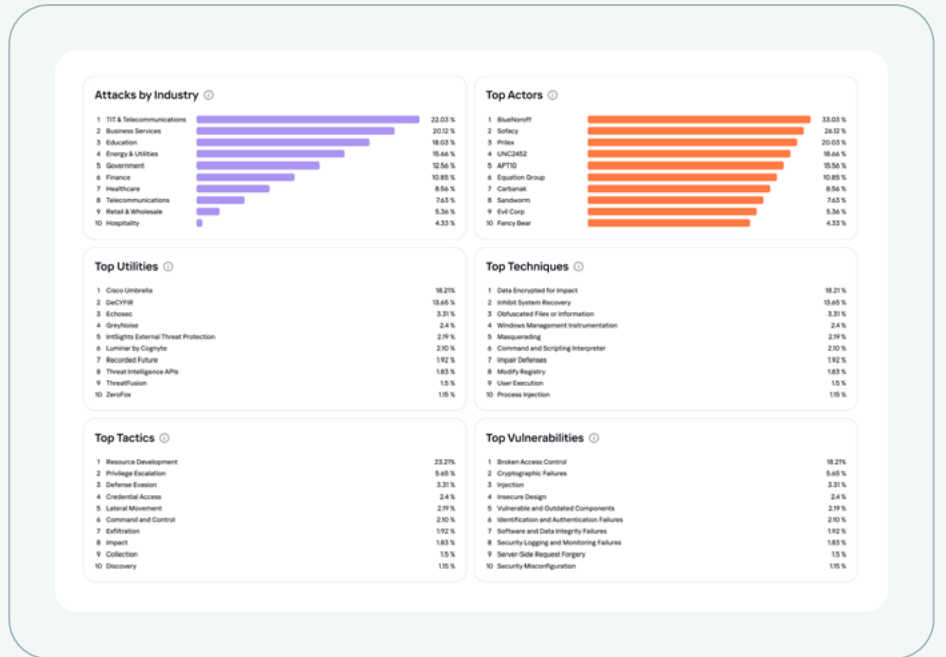 Attacks by Industry
1 TIT & Telecommunications 22.03 %
2 Business Services 20.12 %
3 Education 18.03 %
4 Energy & Utilities 15.66 %
5 Government 12.56 %
6 Finance 10.85 %
7 Healthcare 8.56 %
8 Telecommunications 7.63 %
9 Retail & Wholesale 5.36 %
10 Hospitality 4.33 %
Top Actors
1 BlueNoroff 33.03 %
2 Sofacy 26.12 %
3 Prilex 20.03 %
4 UNC2452 18.66 %
5 APT10 15.56 %
6 Equation Group 10.85 %
7 Carbanak 8.56 %
8 Sandworm 7.63 %
9 Evil Corp 5.36 %
10 Fancy Bear 4.33 %
Top Utilities
1 Cisco Umbrella 18.21%
2 DeCYFIR 13.65 %
3 Echosec 3.31 %
4 GreyNoise 2.4 %
5 IntSights External Threat Protection 2.19 %
6 Luminar by Cognyte 2.10 %
7 Recorded Future 1.92 %
8 Threat Intelligence APIs 1.83 %
9 ThreatFusion 1.5 %
10 ZeroFox 1.15 %
Top Techniques
1 Data Encrypted for Impact 18.21 %
2 Inhibit System Recovery 13.65 %
3 Obfuscated Files or Information 3.31 %
4 Windows Management Instrumentation 2.4 %
5 Masquerading 2.19 %
6 Command and Scripting Interpreter 2.10 %
7 Impair Defenses 1.92 %
8 Modify Registry 1.83 %
9 User Execution 1.5 %
10 Process Injection 1.15 %
Top Tactics
1 Resource Development 23.21%
2 Privilege Escalation 5.65 %
3 Defense Evasion 3.31 %
4 Credential Access 2.4 %
5 Lateral Movement 2.19 %
6 Command and Control 2.10 %
7 Exfiltration 1.92 %
8 Impact 1.83 %
9 Collection 1.5 %
10 Discovery 1.15 %
Top Vulnerabilities
1 Broken Access Control 18.21%
2 Cryptographic Failures 5.65 %
3 Injection 3.31 %
4 Insecure Design 2.4 %
5 Vulnerable and Outdated Components 2.19 %
6 Identification and Authentication Failures 2.10 %
7 Software and Data Integrity Failures 1.92 %
8 Security Logging and Monitoring Failures 1.83 %
9 Server-Side Request Forgery 1.5 %
10 Security Misconfiguration 1.15 %